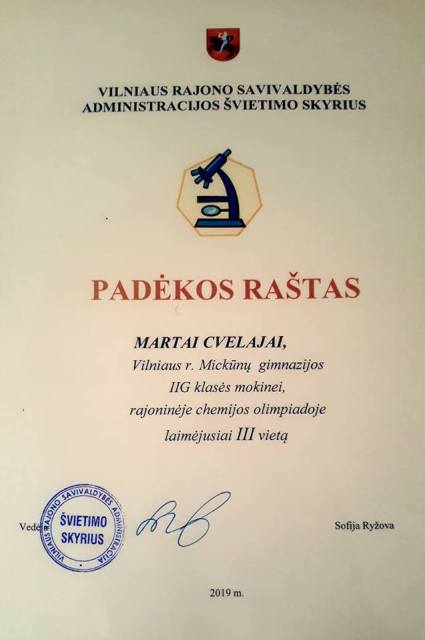 VILNIAUS RAJONO SAVIVALDYBĖS
ADMINISTRACIJOS ŠVIETIMO SKYRIUS
PADĖKOS RAŠTAS
MARTAI CVELAJAI,
Vilniaus r. Mickūnų gimnazijos
IIG klasės mokinei,
rajoninėje chemijos olimpiadoje
laimėjusiai III vietą
VILNIAUS RAJONO SAVIVALDYBĖS ADMINISTRACIJA
ŠVIETIMO
SKYRIUS
Sofija Ryžova
2019 m.